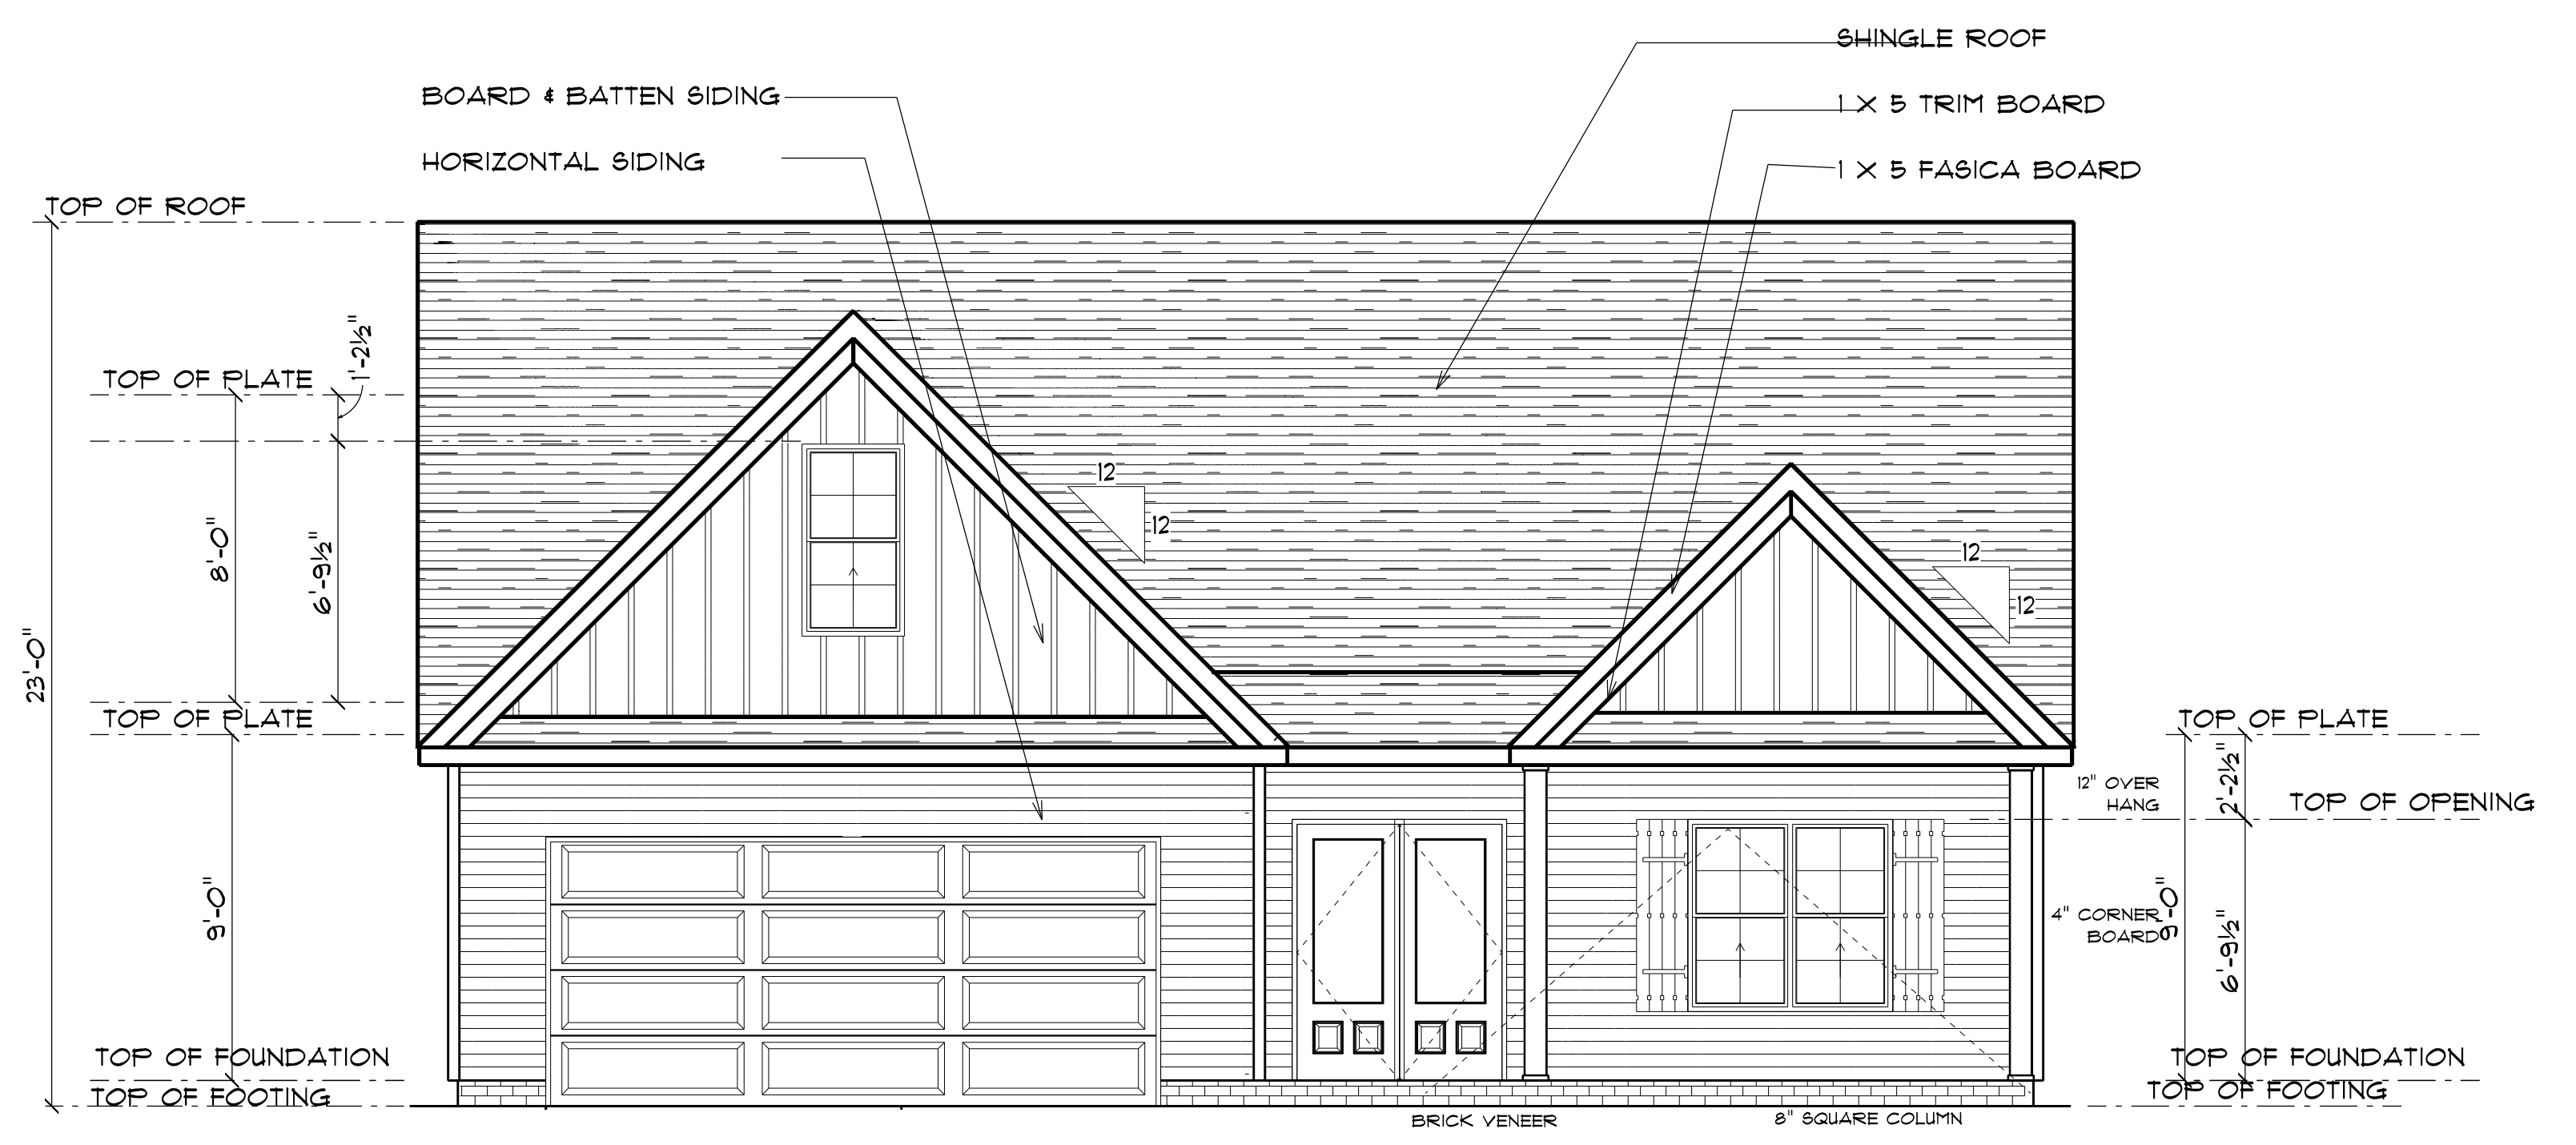 SHINGLE ROOF
BOARD & BATTEN SIDING
1 X 5 TRIM BOARD
HORIZONTAL SIDING
1 X 5 FASICA BOARD
TOP OF ROOF
1'-2½"
TOP OF PLATE
12
12
8'-0"
6'-9½"
12
12
23'-0"
TOP OF PLATE
TOP OF PLATE
2'-2½"
12" OVER
HANG
TOP OF OPENING
9'-0"
4" CORNER
BOARD
9'-0"
6'-9½"
TOP OF FOUNDATION
TOP OF FOUNDATION
TOP OF FOOTING
TOP OF FOOTING
BRICK VENEER
8" SQUARE COLUMN